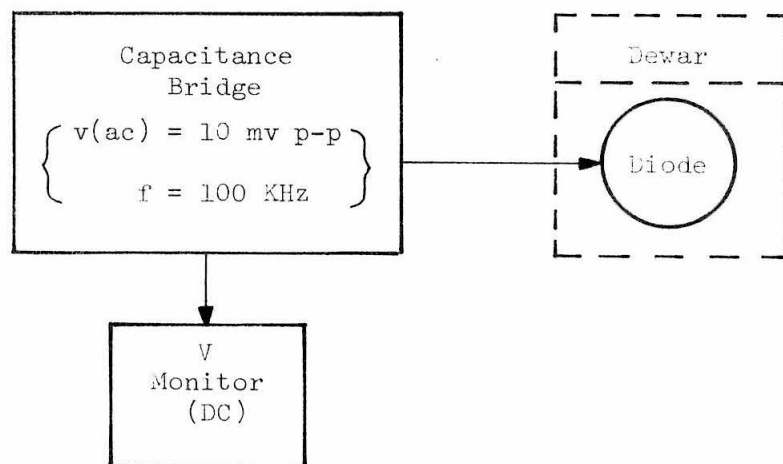 Capacitance
Bridge
v(ac) = 10 mv p-p
f = 100 KHz
Dewar
Diode
V
Monitor
(DC)